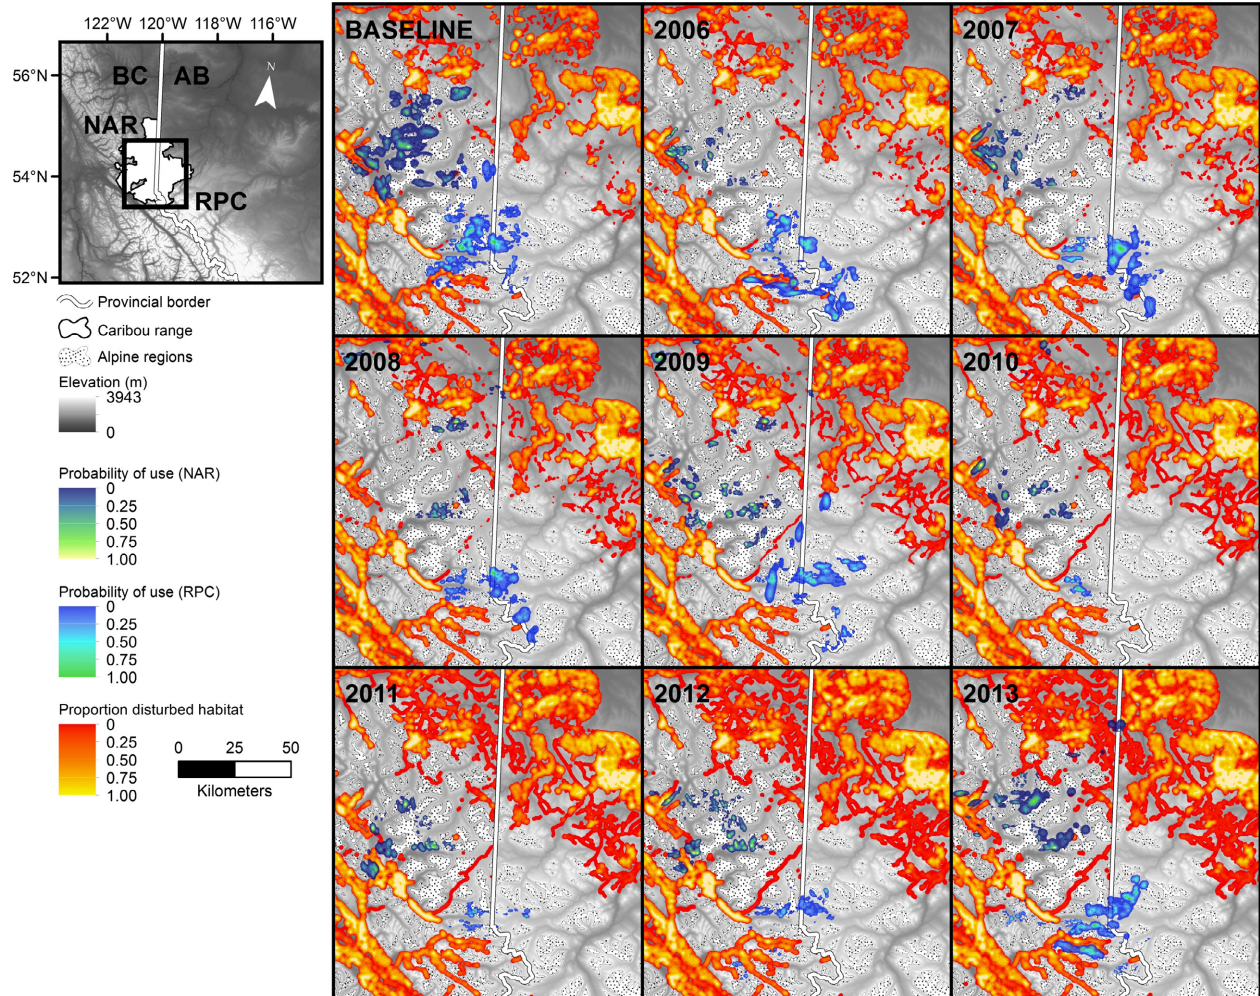 122°W 120°W 118°W 116°W
56°N
54°N
52°N
BC AB
N
NAR
RPC
Provincial border
Caribou range
Alpine regions
Elevation (m)
3943
0
Probability of use (NAR)
0
0.25
0.50
0.75
1.00
Probability of use (RPC)
0
0.25
0.50
0.75
1.00
Proportion disturbed habitat
0
0.25
0.50
0.75
1.00
0 25 50
Kilometers
BASELINE
2006
2007
2008
2009
2010
2011
2012
2013